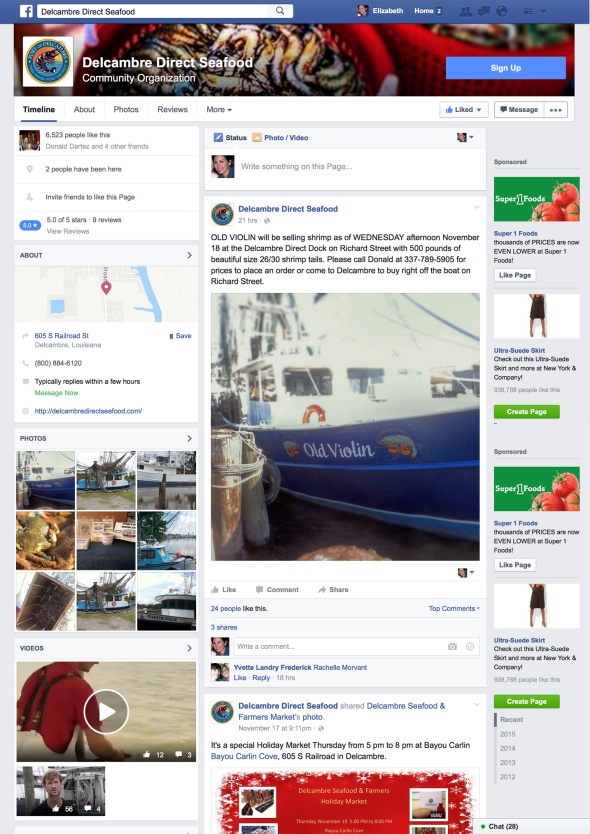 Delcambre Direct Seafood
Elizabeth
Home 2
Delcambre Direct Seafood
Community Organization
Sign Up
Timeline
About
Photos
Reviews
More
Liked
Message
6,523 people like this
Donald Dartez and 4 other friends
2 people have been here
Invite friends to like this Page
5.0 of 5 stars · 9 reviews
5.0
View Reviews
ABOUT
605 S Railroad St
Save
Delcambre, Louisiana
(800) 884-6120
Typically replies within a few hours
Message Now
http://delcambredirectseafood.com/
PHOTOS
VIDEOS
12
3
56
4
Status
Photo / Video
Write something on this Page...
Delcambre Direct Seafood
21 hrs ·
OLD VIOLIN will be selling shrimp as of WEDNESDAY afternoon November
18 at the Delcambre Direct Dock on Richard Street with 500 pounds of
beautiful size 26/30 shrimp tails. Please call Donald at 337-789-5905 for
prices to place an order or come to Delcambre to buy right off the boat on
Richard Street.
Old Violin
Like
Comment
Share
24 people like this.
Top Comments
3 shares
Write a comment...
Yvette Landry Frederick Rachelle Morvant
Like · Reply · 18 hrs
Delcambre Direct Seafood shared Delcambre Seafood &
Farmers Market's photo.
November 17 at 9:11pm ·
It's a special Holiday Market Thursday from 5 pm to 8 pm at Bayou Carlin
Bayou Carlin Cove, 605 S Railroad in Delcambre.
Delcambre Seafood & Farmers
Holiday Market
Thursday, November 19 5:00 PM to 8:00 PM
Bayou Carlin Cove
Sponsored
Super 1 Foods
Super 1 Foods
thousands of PRICES are now
EVEN LOWER at Super 1
Foods!
Like Page
Ultra-Suede Skirt
Check out this Ultra-Suede
Skirt and more at New York &
Company!
938,788 people like this
Create Page
Sponsored
Super 1 Foods
Super 1 Foods
thousands of PRICES are now
EVEN LOWER at Super 1
Foods!
Like Page
Ultra-Suede Skirt
Check out this Ultra-Suede
Skirt and more at New York &
Company!
938,788 people like this
Create Page
Recent
2015
2014
2013
2012
Chat (28)